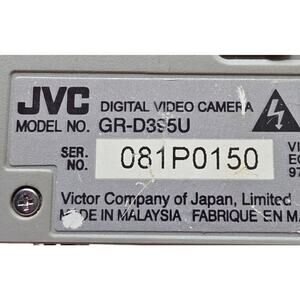 JVC DIGITAL VIDEO CAMERA
MODEL NO. GR-D395U
SER. NO. 081P0150
Victor Company of Japan, Limited
MADE IN MALAYSIA FABRIQUE EN